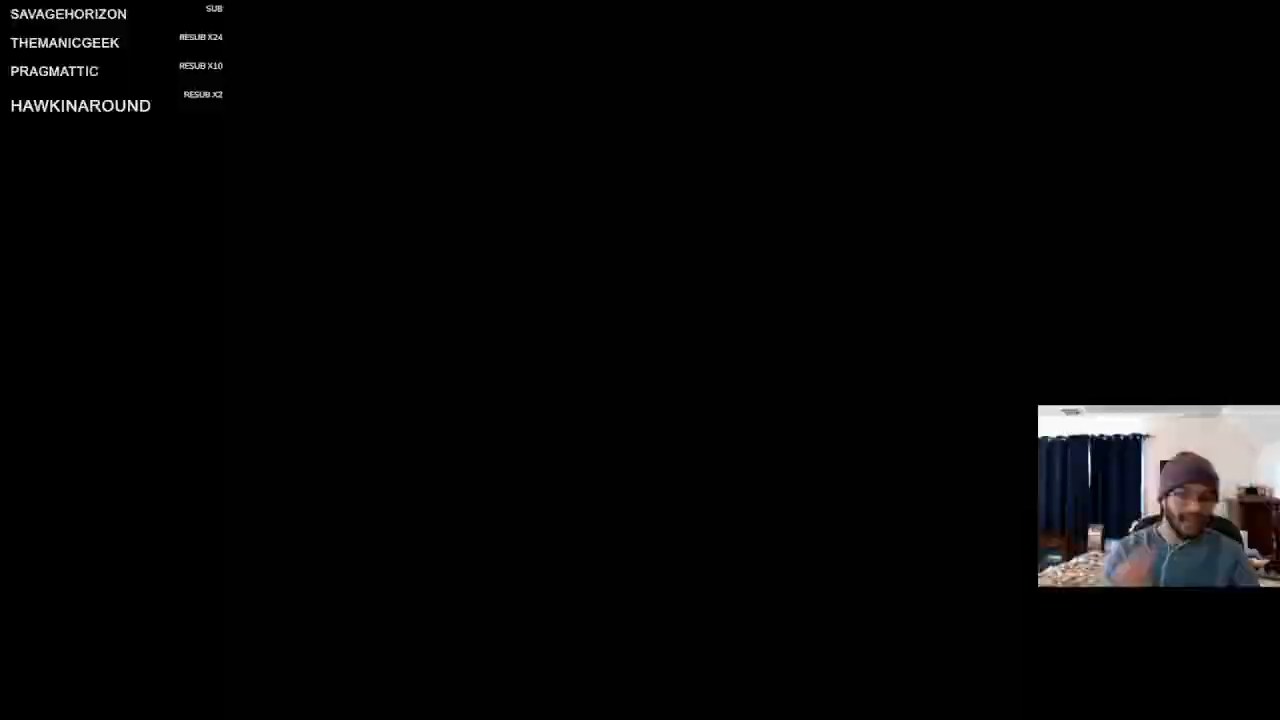 SAVAGEHORIZON SUB
THEMANICGEEK RESUB X24
PRAGMATTIC RESUB X10
HAWKINAROUND RESUB X2